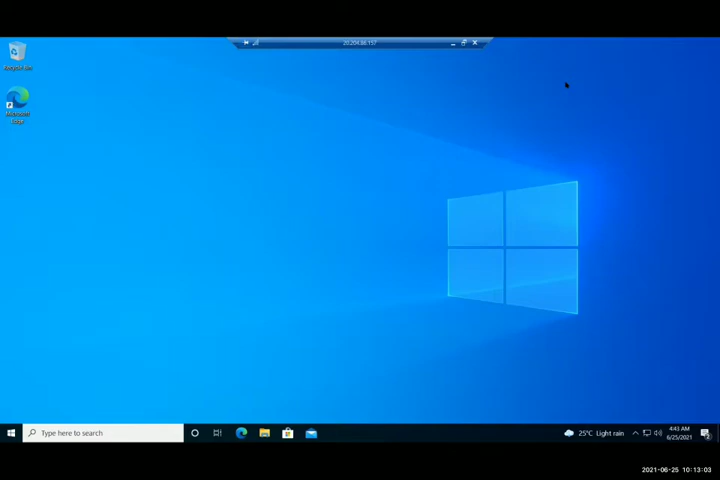 20.204.86.157
Recycle Bin
Microsoft
Edge
Type here to search
25°C Light rain
4:43 AM
6/25/2021
2021-06-25 10:13:03